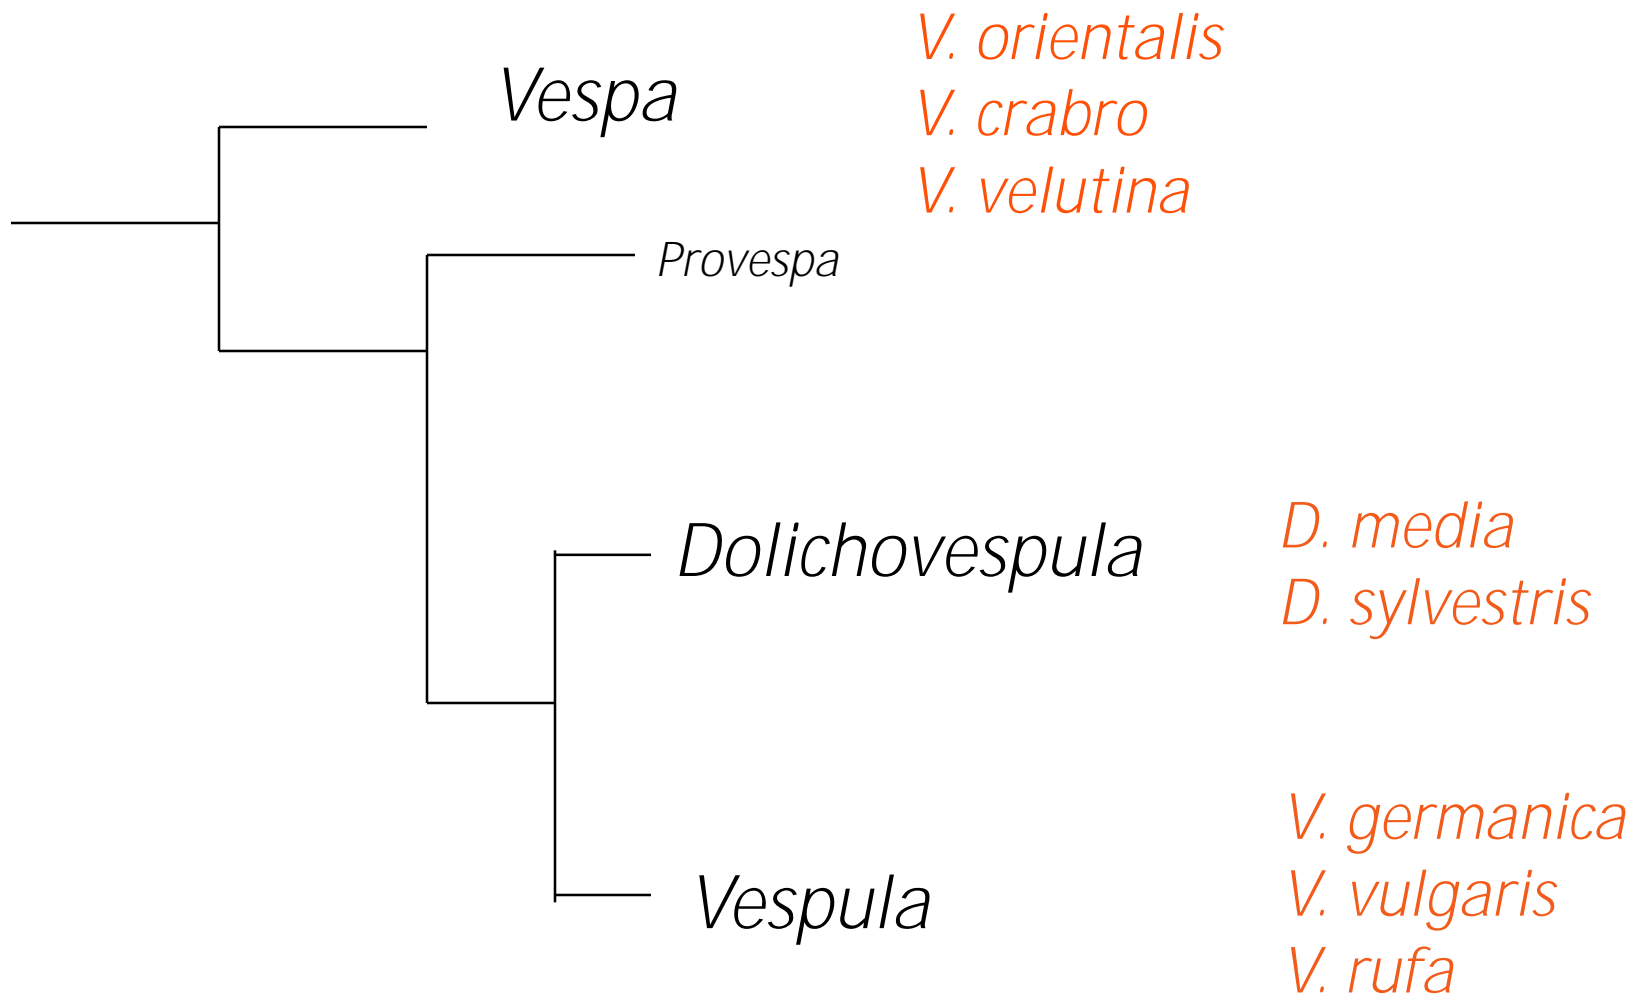 V. orientalis
Vespa
V. crabro
V. velutina
Provespa
D. media
Dolichovespula
D. sylvestris
V. germanica
V. vulgaris
Vespula
V. rufa